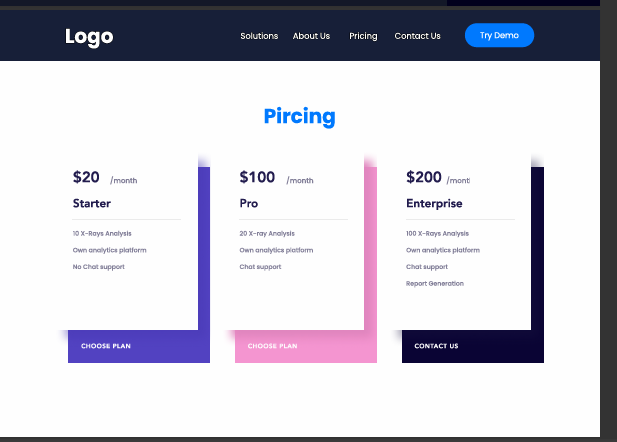 Logo
Solutions About Us Pricing Contact Us Try Demo
Pircing
$20 /month
Starter
10 X-Rays Analysis
Own analytics platform
No Chat support
CHOOSE PLAN
$100 /month
Pro
20 X-ray Analysis
Own analytics platform
Chat support
CHOOSE PLAN
$200 /mont
Enterprise
100 X-Rays Analysis
Own analytics platform
Chat support
Report Generation
CONTACT US